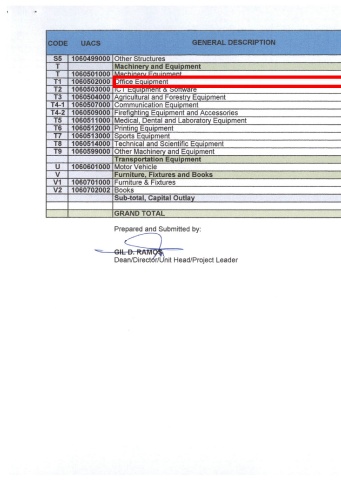 CODE UACS GENERAL DESCRIPTION
S5 1060499000 Other Structures
T Machinery and Equipment
T 1060501000 Machinery Equipment
T1 1060502000 Office Equipment
T2 1060503000 ICT Equipment & Software
T3 1060504000 Agricultural and Forestry Equipment
T4-1 1060507000 Communication Equipment
T4-2 1060509000 Firefighting Equipment and Accessories
T5 1060511000 Medical, Dental and Laboratory Equipment
T6 1060512000 Printing Equipment
T7 1060513000 Sports Equipment
T8 1060514000 Technical and Scientific Equipment
T9 1060599000 Other Machinery and Equipment
Transportation Equipment
U 1060601000 Motor Vehicle
V Furniture, Fixtures and Books
V1 1060701000 Furniture & Fixtures
V2 1060702002 Books
Sub-total, Capital Outlay
GRAND TOTAL
Prepared and Submitted by:
GIL D. RAMOS
Dean/Director/Unit Head/Project Leader